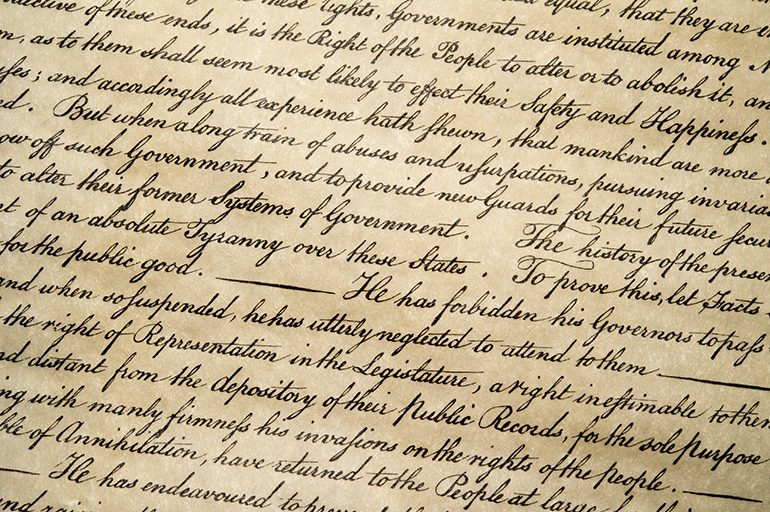 ructive of these ends, it is the Right of the People to alter or to abolish it, an
these rights, Governments are instituted among
equal, that they are
m, as to them shall seem most likely to effect their Safety and Happineſs.
uſes; and accordingly all experience hath ſhewn, that mankind are more
ed. But when a long train of abuses and uſurpations, pursuing invaria
ow off such Government, and to provide new Guards for their future secu
to alter their former Systems of Government. The history of the presen
t of an absolute Tyranny over these States. To prove this, let Facts
for the public good. — He has forbidden his Governors to paſs
and when so suspended, he has utterly neglected to attend to them —
the right of Representation in the Legislature, a right ineſtimable to them
nd distant from the depository of their public Records, for the sole purpose
ng with manly firmneſs his invaſions on the rights of the people. —
ble of Annihilation, have returned to the People at large
— He has endeavoured to